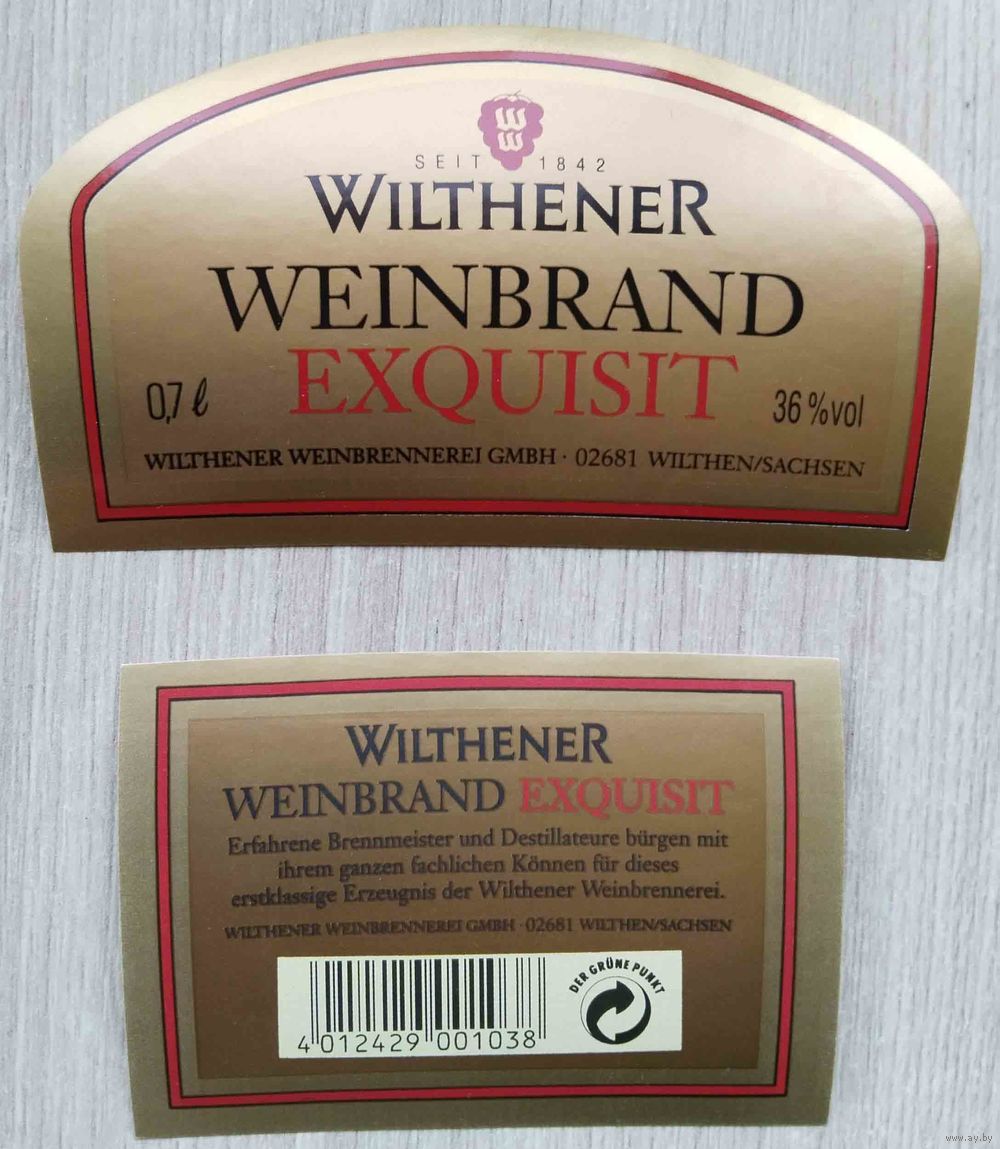 W
W
SEIT 1842
WILTHENER
WEINBRAND
EXQUISIT
0,7 ℓ
36 %vol
WILTHENER WEINBRENNEREI GMBH · 02681 WILTHEN/SACHSEN
WILTHENER
WEINBRAND EXQUISIT
Erfahrene Brennmeister und Destillateure bürgen mit
ihrem ganzen fachlichen Können für dieses
erstklassige Erzeugnis der Wilthener Weinbrennerei.
WILTHENER WEINBRENNEREI GMBH · 02681 WILTHEN/SACHSEN
DER GRÜNE PUNKT
4 012429 001038
www.ay.by